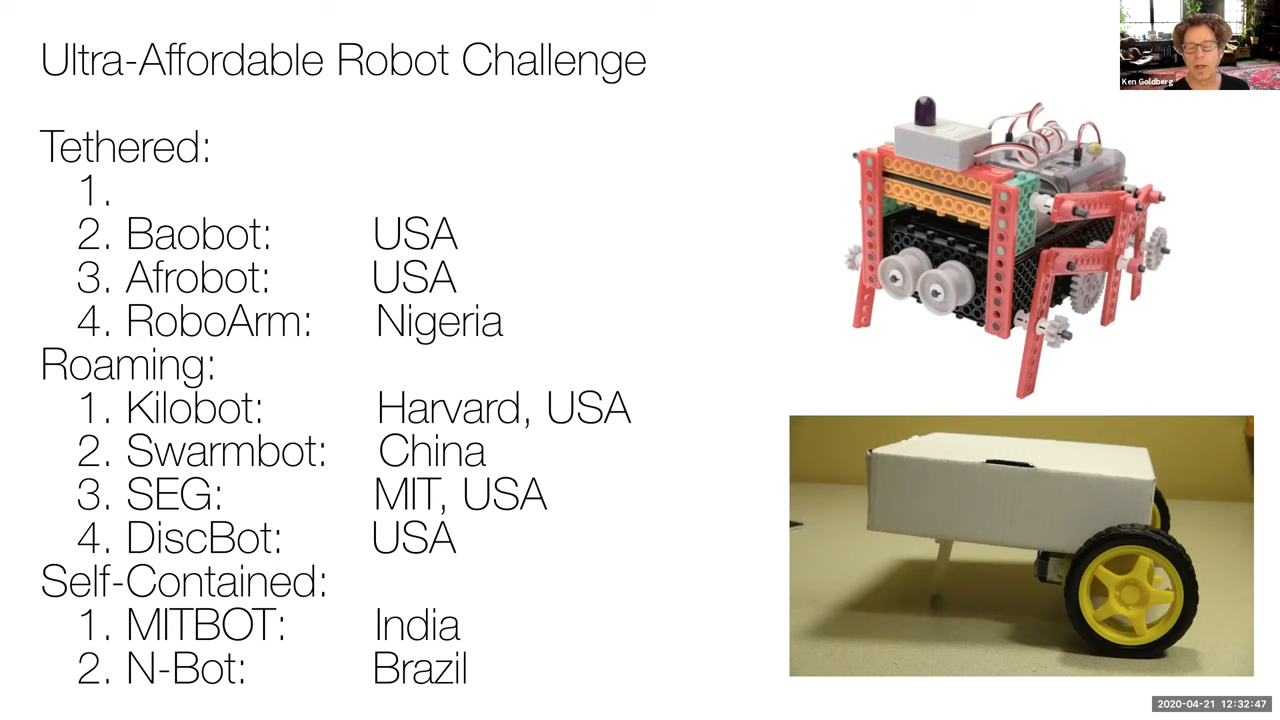 Ultra-Affordable Robot Challenge
Tethered:
1.
2. Baobot: USA
3. Afrobot: USA
4. RoboArm: Nigeria
Roaming:
1. Kilobot: Harvard, USA
2. Swarmbot: China
3. SEG: MIT, USA
4. DiscBot: USA
Self-Contained:
1. MITBOT: India
2. N-Bot: Brazil
Ken Goldberg
2020-04-21 12:32:47